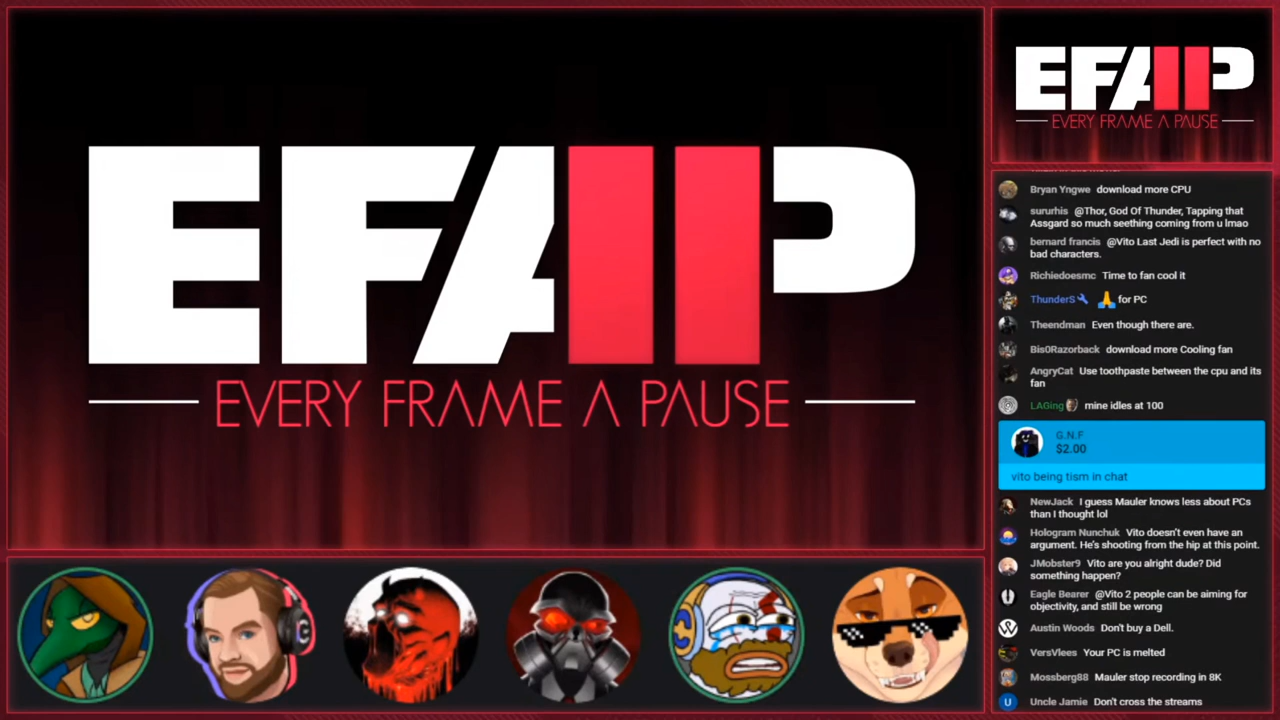 EFAP
EVERY FRAME A PAUSE
EFAP
EVERY FRAME A PAUSE
Bryan Yngwe download more CPU
sururhis @Thor, God Of Thunder, Tapping that
Assgard so much seething coming from u lmao
bernard francis @Vito Last Jedi is perfect with no
bad characters.
Richiedoesmc Time to fan cool it
ThunderS 🙏 for PC
Theendman Even though there are.
Bis0Razorback download more Cooling fan
AngryCat Use toothpaste between the cpu and its
fan
LAGing mine idles at 100
G.N.F
$2.00
vito being tism in chat
NewJack I guess Mauler knows less about PCs
than I thought lol
Hologram Nunchuk Vito doesn't even have an
argument. He's shooting from the hip at this point.
JMobster9 Vito are you alright dude? Did
something happen?
Eagle Bearer @Vito 2 people can be aiming for
objectivity, and still be wrong
Austin Woods Don't buy a Dell.
VersVlees Your PC is melted
Mossberg88 Mauler stop recording in 8K
U Uncle Jamie Don't cross the streams